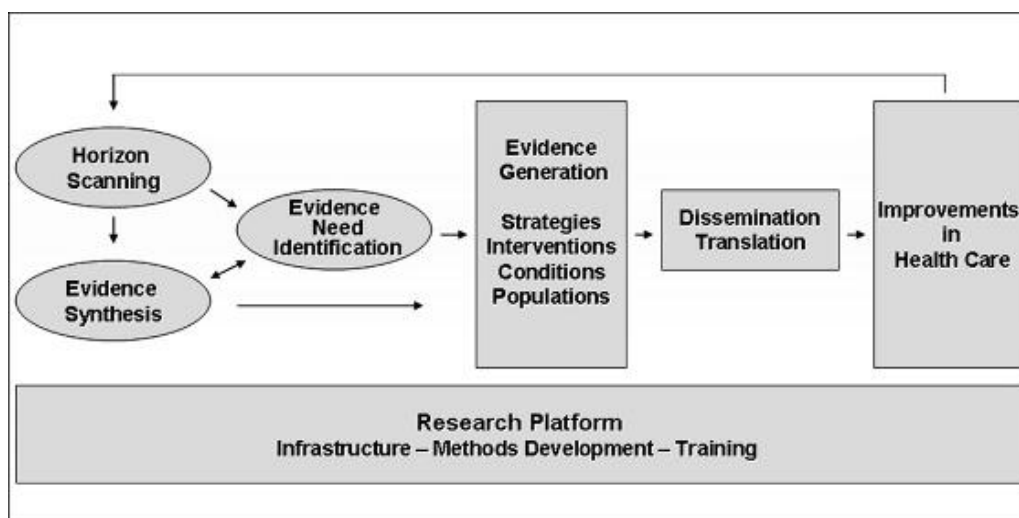 Horizon
Scanning
Evidence
Synthesis
Evidence
Need
Identification
Evidence
Generation
Strategies
Interventions
Conditions
Populations
Dissemination
Translation
Improvements
in
Health Care
Research Platform
Infrastructure – Methods Development – Training